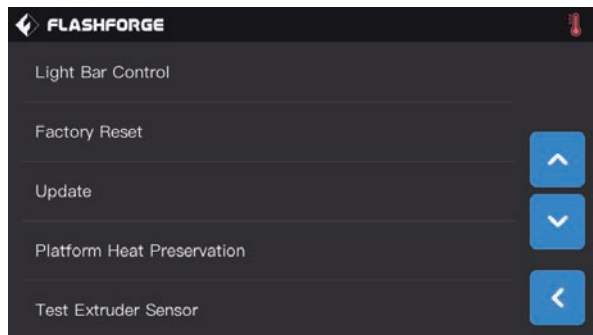 FLASHFORGE
Light Bar Control
Factory Reset
Update
Platform Heat Preservation
Test Extruder Sensor